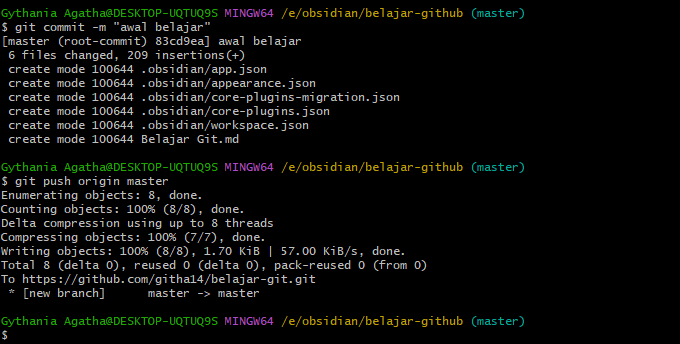 Gythania Agatha@DESKTOP-UQTUQ9S MINGW64 /e/obsidian/belajar-github (master)
$ git commit -m "awal belajar"
[master (root-commit) 83cd9ea] awal belajar
 6 files changed, 209 insertions(+)
 create mode 100644 .obsidian/app.json
 create mode 100644 .obsidian/appearance.json
 create mode 100644 .obsidian/core-plugins-migration.json
 create mode 100644 .obsidian/core-plugins.json
 create mode 100644 .obsidian/workspace.json
 create mode 100644 Belajar Git.md

Gythania Agatha@DESKTOP-UQTUQ9S MINGW64 /e/obsidian/belajar-github (master)
$ git push origin master
Enumerating objects: 8, done.
Counting objects: 100% (8/8), done.
Delta compression using up to 8 threads
Compressing objects: 100% (7/7), done.
Writing objects: 100% (8/8), 1.70 KiB | 57.00 KiB/s, done.
Total 8 (delta 0), reused 0 (delta 0), pack-reused 0 (from 0)
To https://github.com/githa14/belajar-git.git
 * [new branch]      master -> master

Gythania Agatha@DESKTOP-UQTUQ9S MINGW64 /e/obsidian/belajar-github (master)
$